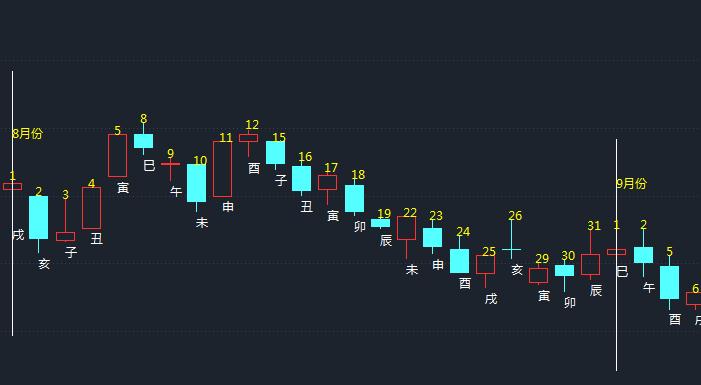 8月份
1
戌
2
亥
3
子
4
丑
5
寅
8
巳
9
午
10
未
11
申
12
酉
15
子
16
丑
17
寅
18
卯
19
辰
22
未
23
申
24
酉
25
戌
26
亥
29
寅
30
卯
31
辰
9月份
1
巳
2
午
5
酉
6